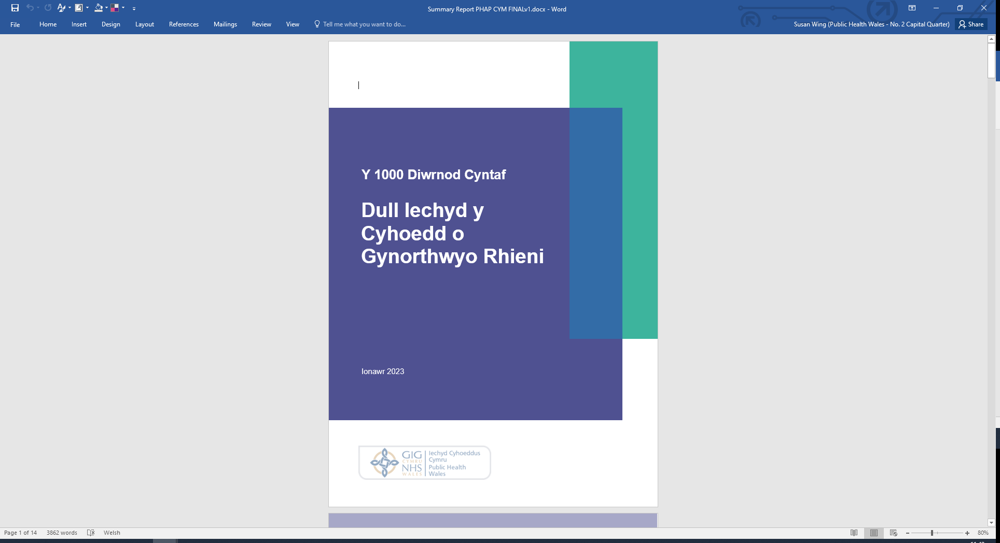 Summary Report PHAP CYM FINALv1.docx - Word
File Home Insert Design Layout References Mailings Review View Tell me what you want to do...
Susan Wing (Public Health Wales - No. 2 Capital Quarter) Share
Y 1000 Diwrnod Cyntaf
Dull Iechyd y
Cyhoedd o
Gynorthwyo Rhieni
Ionawr 2023
GIG
CYMRU
NHS
WALES
Iechyd Cyhoeddus
Cymru
Public Health
Wales
Page 1 of 14 3862 words Welsh
80%